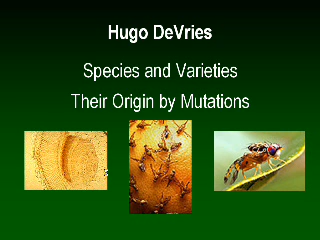 Hugo DeVries
Species and Varieties
Their Origin by Mutations